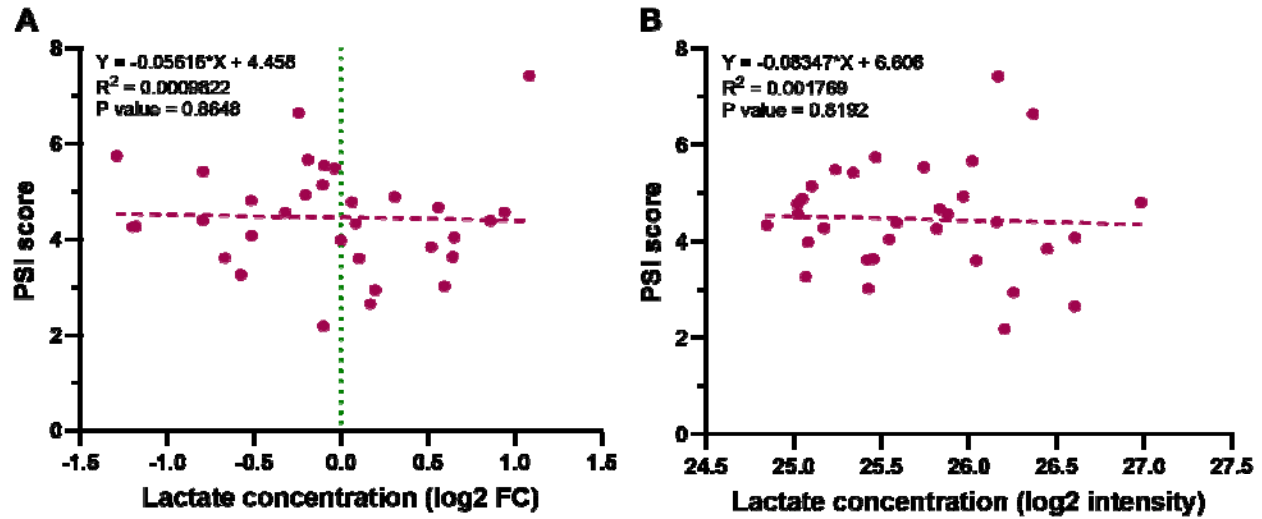 A
B
Y = -0.05615*X + 4.458
R² = 0.0009822
P value = 0.8648
Y = -0.08347*X + 6.606
R² = 0.001769
P value = 0.8192
PSI score
8
6
4
2
0
-1.5 -1.0 -0.5 0.0 0.5 1.0 1.5
Lactate concentration (log2 FC)
PSI score
8
6
4
2
0
24.5 25.0 25.5 26.0 26.5 27.0 27.5
Lactate concentration (log2 intensity)